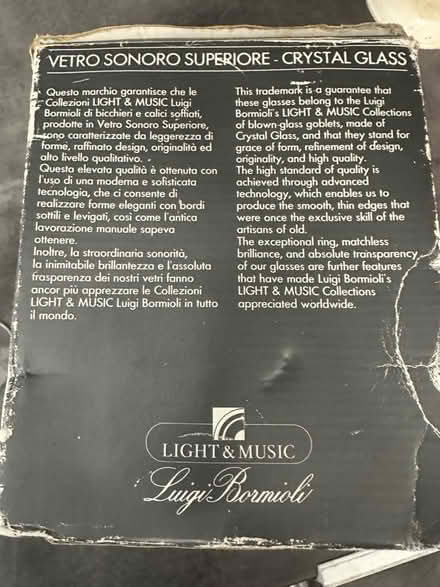 VETRO SONORO SUPERIORE - CRYSTAL GLASS
Questo marchio garantisce che le
Collezioni LIGHT & MUSIC Luigi
Bormioli di bicchieri e calici soffiati,
prodotte in Vetro Sonoro Superiore,
sono caratterizzate da leggerezza di
forme, raffinato design, originalità ed
alto livello qualitativo.
Questa elevata qualità è ottenuta con
l'uso di una moderna e sofisticata
tecnologia, che ci consente di
realizzare forme eleganti con bordi
sottili e levigati, così come l'antica
lavorazione manuale sapeva
ottenere.
Inoltre, la straordinaria sonorità,
la inimitabile brillantezza e l'assoluta
trasparenza dei nostri vetri fanno
ancor più apprezzare le Collezioni
LIGHT & MUSIC Luigi Bormioli in tutto
il mondo.
This trademark is a guarantee that
these glasses belong to the Luigi
Bormioli's LIGHT & MUSIC Collections
of blown-glass goblets, made of
Crystal Glass, and that they stand for
grace of form, refinement of design,
originality, and high quality.
The high standard of quality is
achieved through advanced
technology, which enables us to
produce the smooth, thin edges that
were once the exclusive skill of the
artisans of old.
The exceptional ring, matchless
brilliance, and absolute transparency
of our glasses are further features
that have made Luigi Bormioli's
LIGHT & MUSIC Collections
appreciated worldwide.
LIGHT & MUSIC
Luigi Bormioli